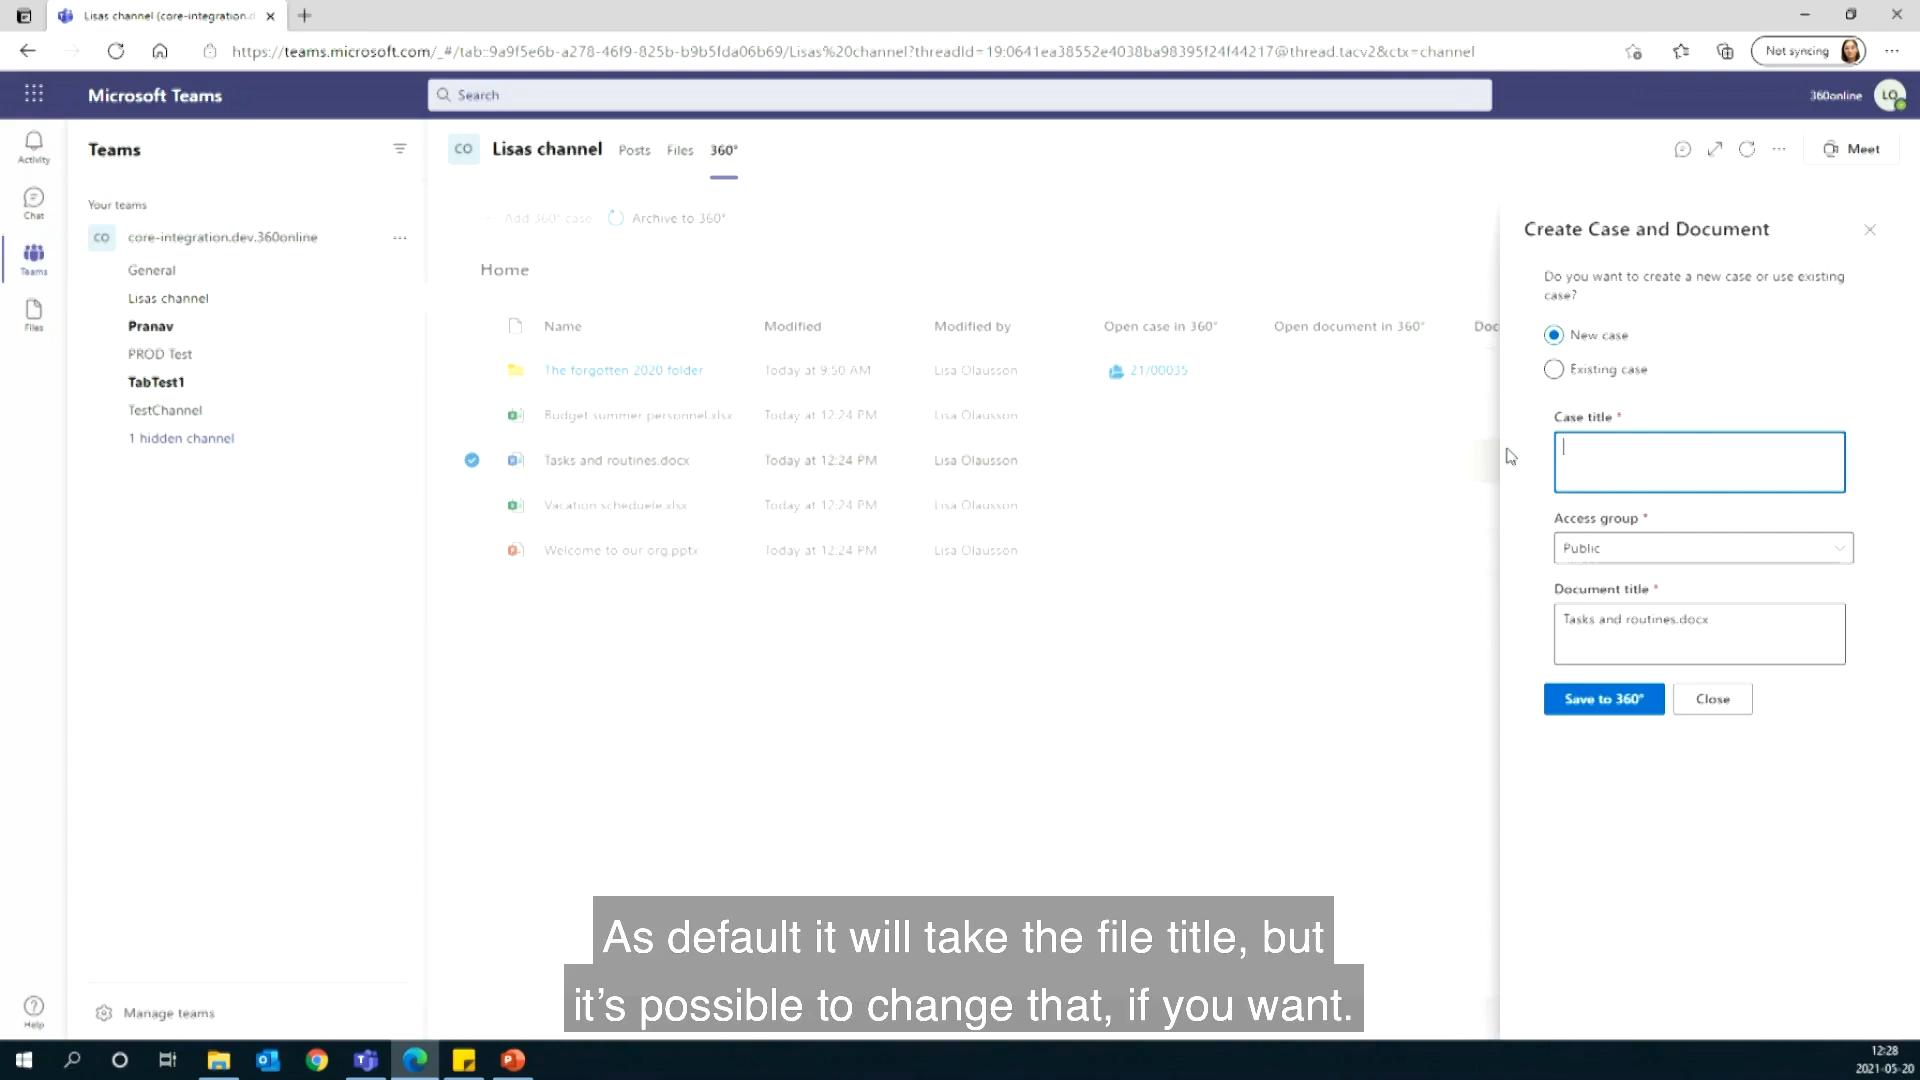 Lisas channel (core-integration.d
https://teams.microsoft.com/_#/tab::9a9f5e6b-a278-46f9-825b-b9b5fda06b69/Lisas%20channel?threadId=19:0641ea38552e4038ba98395f24f44217@thread.tacv2&ctx=channel
Not syncing
Microsoft Teams
Search
360online
LO
Activity
Chat
Teams
Files
Help
Teams
Your teams
CO
core-integration.dev.360online
General
Lisas channel
Pranav
PROD Test
TabTest1
TestChannel
1 hidden channel
Manage teams
CO
Lisas channel
Posts
Files
360°
Meet
Add 360° case
Archive to 360°
Home
Name Modified Modified by Open case in 360° Open document in 360° Doc
The forgotten 2020 folder Today at 9:50 AM Lisa Olausson 21/00035
Budget summer personnel.xlsx Today at 12:24 PM Lisa Olausson
Tasks and routines.docx Today at 12:24 PM Lisa Olausson
Vacation scheduele.xlsx Today at 12:24 PM Lisa Olausson
Welcome to our org.pptx Today at 12:24 PM Lisa Olausson
Create Case and Document
Do you want to create a new case or use existing
case?
New case
Existing case
Case title *
Access group *
Public
Document title *
Tasks and routines.docx
Save to 360°
Close
As default it will take the file title, but
it’s possible to change that, if you want.
12:28
2021-05-20